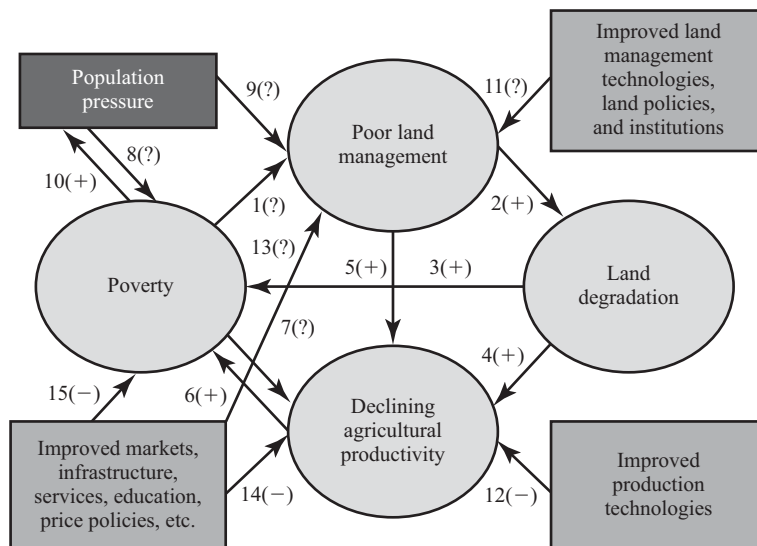 Population
pressure
9(?)
Poor land
management
11(?)
Improved land
management
technologies,
land policies,
and institutions
8(?)
10(+)
1(?)
2(+)
13(?)
Poverty
5(+)
3(+)
Land
degradation
7(?)
15(−)
6(+)
4(+)
Declining
agricultural
productivity
Improved markets,
infrastructure,
services, education,
price policies, etc.
14(−)
12(−)
Improved
production
technologies